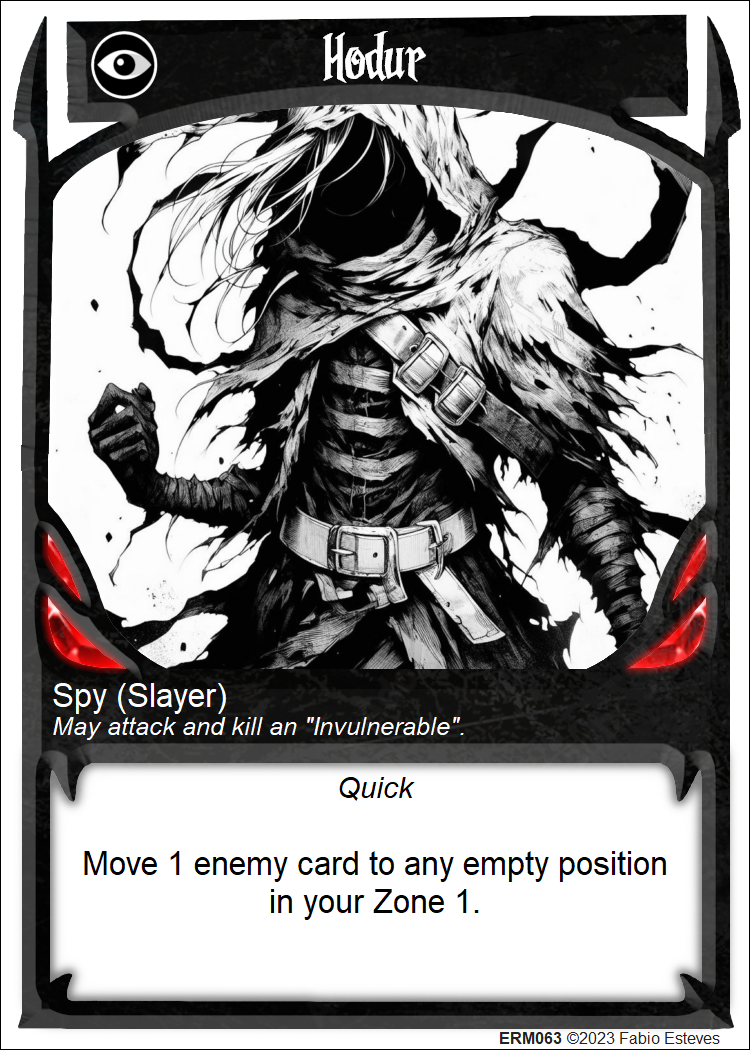 Hodur
Spy (Slayer)
May attack and kill an "Invulnerable".
Quick
Move 1 enemy card to any empty position
in your Zone 1.
ERM063 ©2023 Fabio Esteves